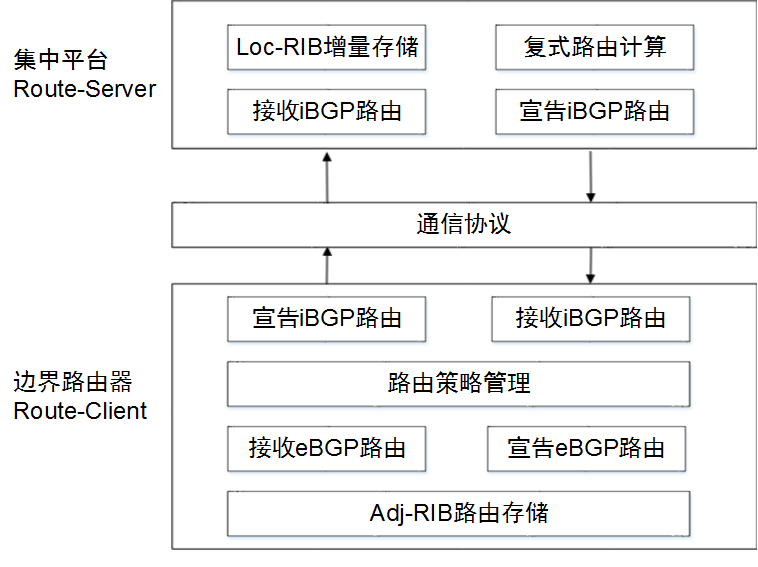 集中平台
Route-Server
Loc-RIB增量存储
复式路由计算
接收iBGP路由
宣告iBGP路由
通信协议
边界路由器
Route-Client
宣告iBGP路由
接收iBGP路由
路由策略管理
接收eBGP路由
宣告eBGP路由
Adj-RIB路由存储